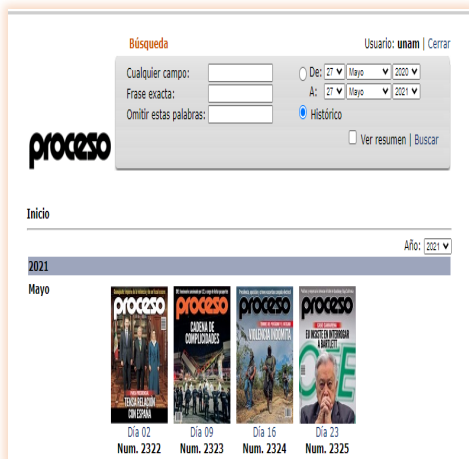 Búsqueda
Usuario: unam | Cerrar
Cualquier campo:
Frase exacta:
Omitir estas palabras:
De: 27 Mayo 2020
A: 27 Mayo 2021
Histórico
Ver resumen | Buscar
proceso
Inicio
Año: 2021
2021
Mayo
proceso
TENSA RELACIÓN
CON ESPAÑA
Día 02
Num. 2322
proceso
CADENA DE
COMPLICIDADES
Día 09
Num. 2323
proceso
VIOLENCIA INDÓMITA
Día 16
Num. 2324
proceso
EU INSISTE EN INTERROGAR
A BARTLETT
CFE
Día 23
Num. 2325